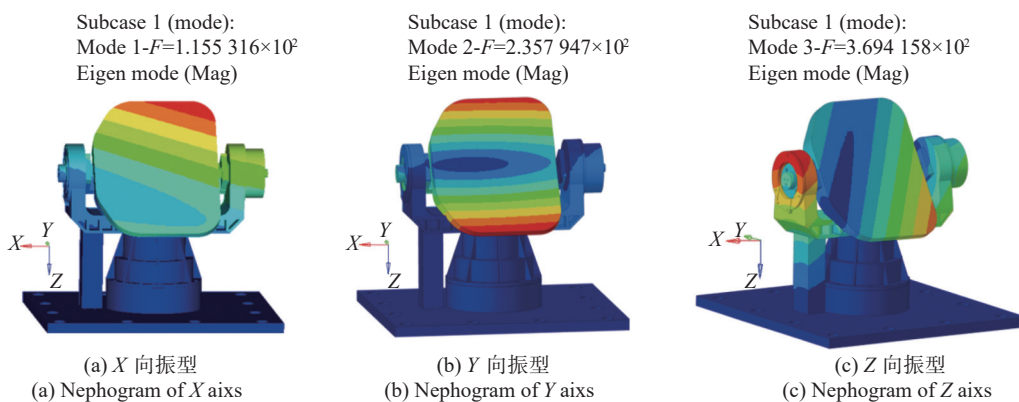 Subcase 1 (mode):
Mode 1-F=1.155 316×10²
Eigen mode (Mag)
X
Y
Z
(a) X 向振型
(a) Nephogram of X aixs
Subcase 1 (mode):
Mode 2-F=2.357 947×10²
Eigen mode (Mag)
X
Y
Z
(b) Y 向振型
(b) Nephogram of Y aixs
Subcase 1 (mode):
Mode 3-F=3.694 158×10²
Eigen mode (Mag)
X
Y
Z
(c) Z 向振型
(c) Nephogram of Z aixs